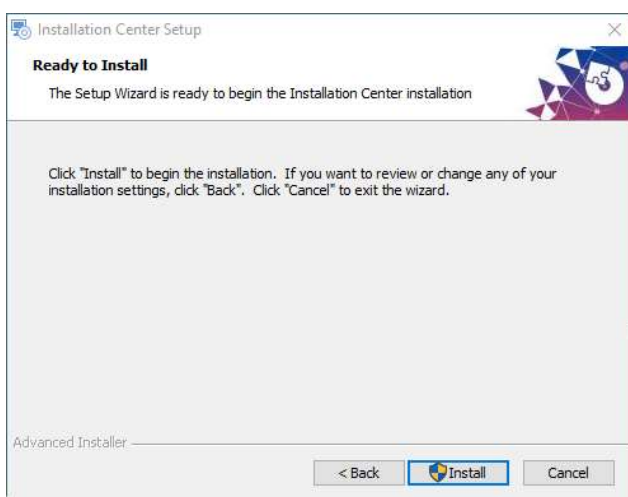 Installation Center Setup
Ready to Install
The Setup Wizard is ready to begin the Installation Center installation
Click "Install" to begin the installation.  If you want to review or change any of your
installation settings, click "Back".  Click "Cancel" to exit the wizard.
Advanced Installer
< Back Install Cancel